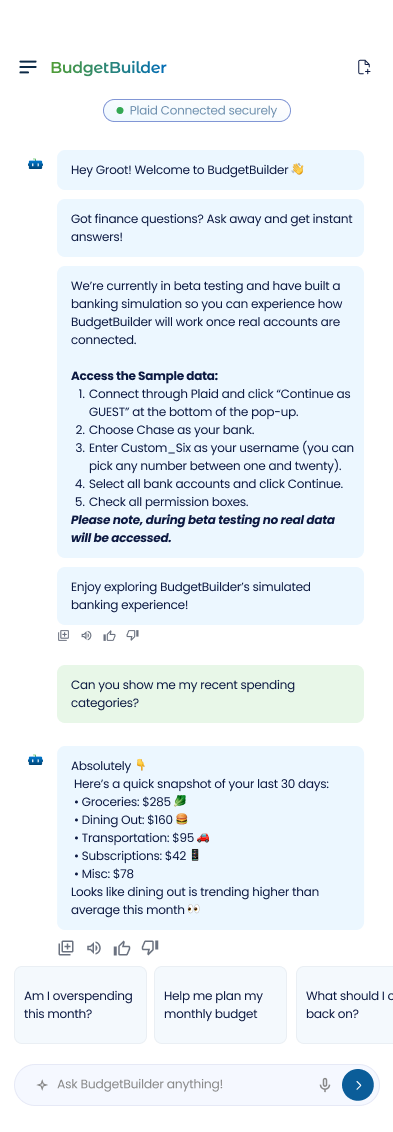 BudgetBuilder
Plaid Connected securely
Hey Groot! Welcome to BudgetBuilder 👋
Got finance questions? Ask away and get instant
answers!
We’re currently in beta testing and have built a
banking simulation so you can experience how
BudgetBuilder will work once real accounts are
connected.
Access the Sample data:
1. Connect through Plaid and click “Continue as
GUEST” at the bottom of the pop-up.
2. Choose Chase as your bank.
3. Enter Custom_Six as your username (you can
pick any number between one and twenty).
4. Select all bank accounts and click Continue.
5. Check all permission boxes.
Please note, during beta testing no real data
will be accessed.
Enjoy exploring BudgetBuilder’s simulated
banking experience!
Can you show me my recent spending
categories?
Absolutely 👇
Here’s a quick snapshot of your last 30 days:
• Groceries: $285 🥬
• Dining Out: $160 🍔
• Transportation: $95 🚗
• Subscriptions: $42 📱
• Misc: $78
Looks like dining out is trending higher than
average this month 👀
Am I overspending
this month?
Help me plan my
monthly budget
What should I
back on?
Ask BudgetBuilder anything!